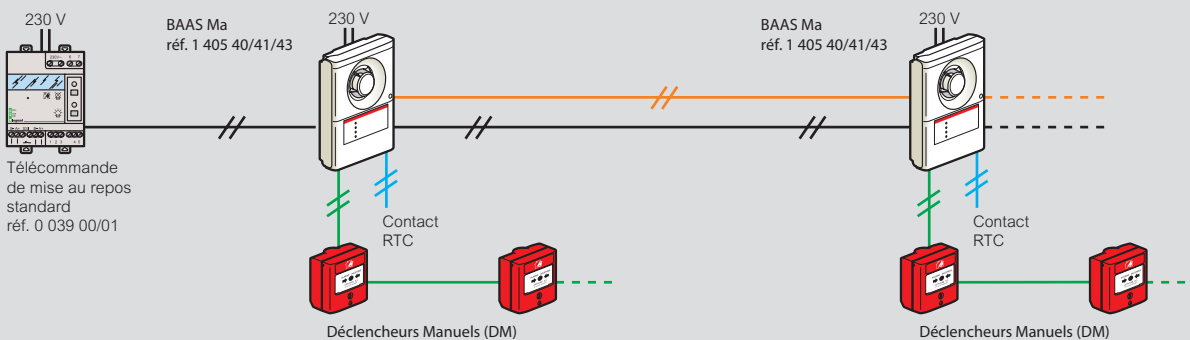 230 V
BAAS Ma
réf. 1 405 40/41/43
230 V
BAAS Ma
réf. 1 405 40/41/43
230 V
Télécommande
de mise au repos
standard
réf. 0 039 00/01
Contact
RTC
Contact
RTC
Déclencheurs Manuels (DM)
Déclencheurs Manuels (DM)